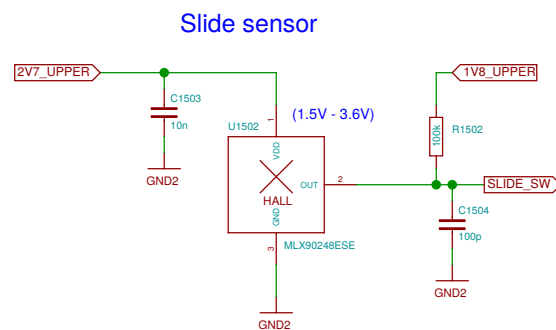 Slide sensor
2V7_UPPER
1V8_UPPER
C1503
10n
GND2
1
(1.5V - 3.6V)
U1502
VDD
100k
R1502
OUT
2
SLIDE_SW
HALL
GND
C1504
100p
3
MLX90248ESE
GND2
GND2